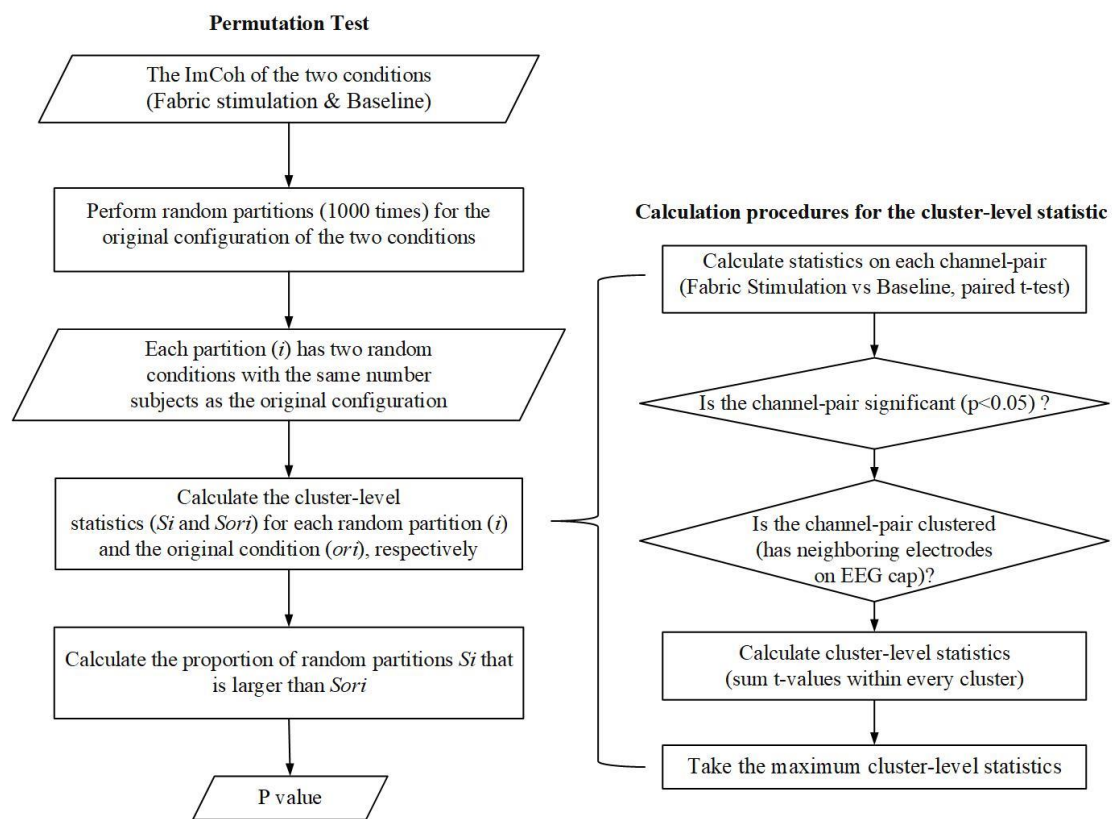 Permutation Test
The ImCoh of the two conditions
(Fabric stimulation & Baseline)
Perform random partitions (1000 times) for the
original configuration of the two conditions
Each partition (i) has two random
conditions with the same number
subjects as the original configuration
Calculate the cluster-level
statistics (Si and Sori) for each random partition (i)
and the original condition (ori), respectively
Calculate the proportion of random partitions Si that
is larger than Sori
P value
Calculation procedures for the cluster-level statistic
Calculate statistics on each channel-pair
(Fabric Stimulation vs Baseline, paired t-test)
Is the channel-pair significant (p<0.05) ?
Is the channel-pair clustered
(has neighboring electrodes
on EEG cap)?
Calculate cluster-level statistics
(sum t-values within every cluster)
Take the maximum cluster-level statistics